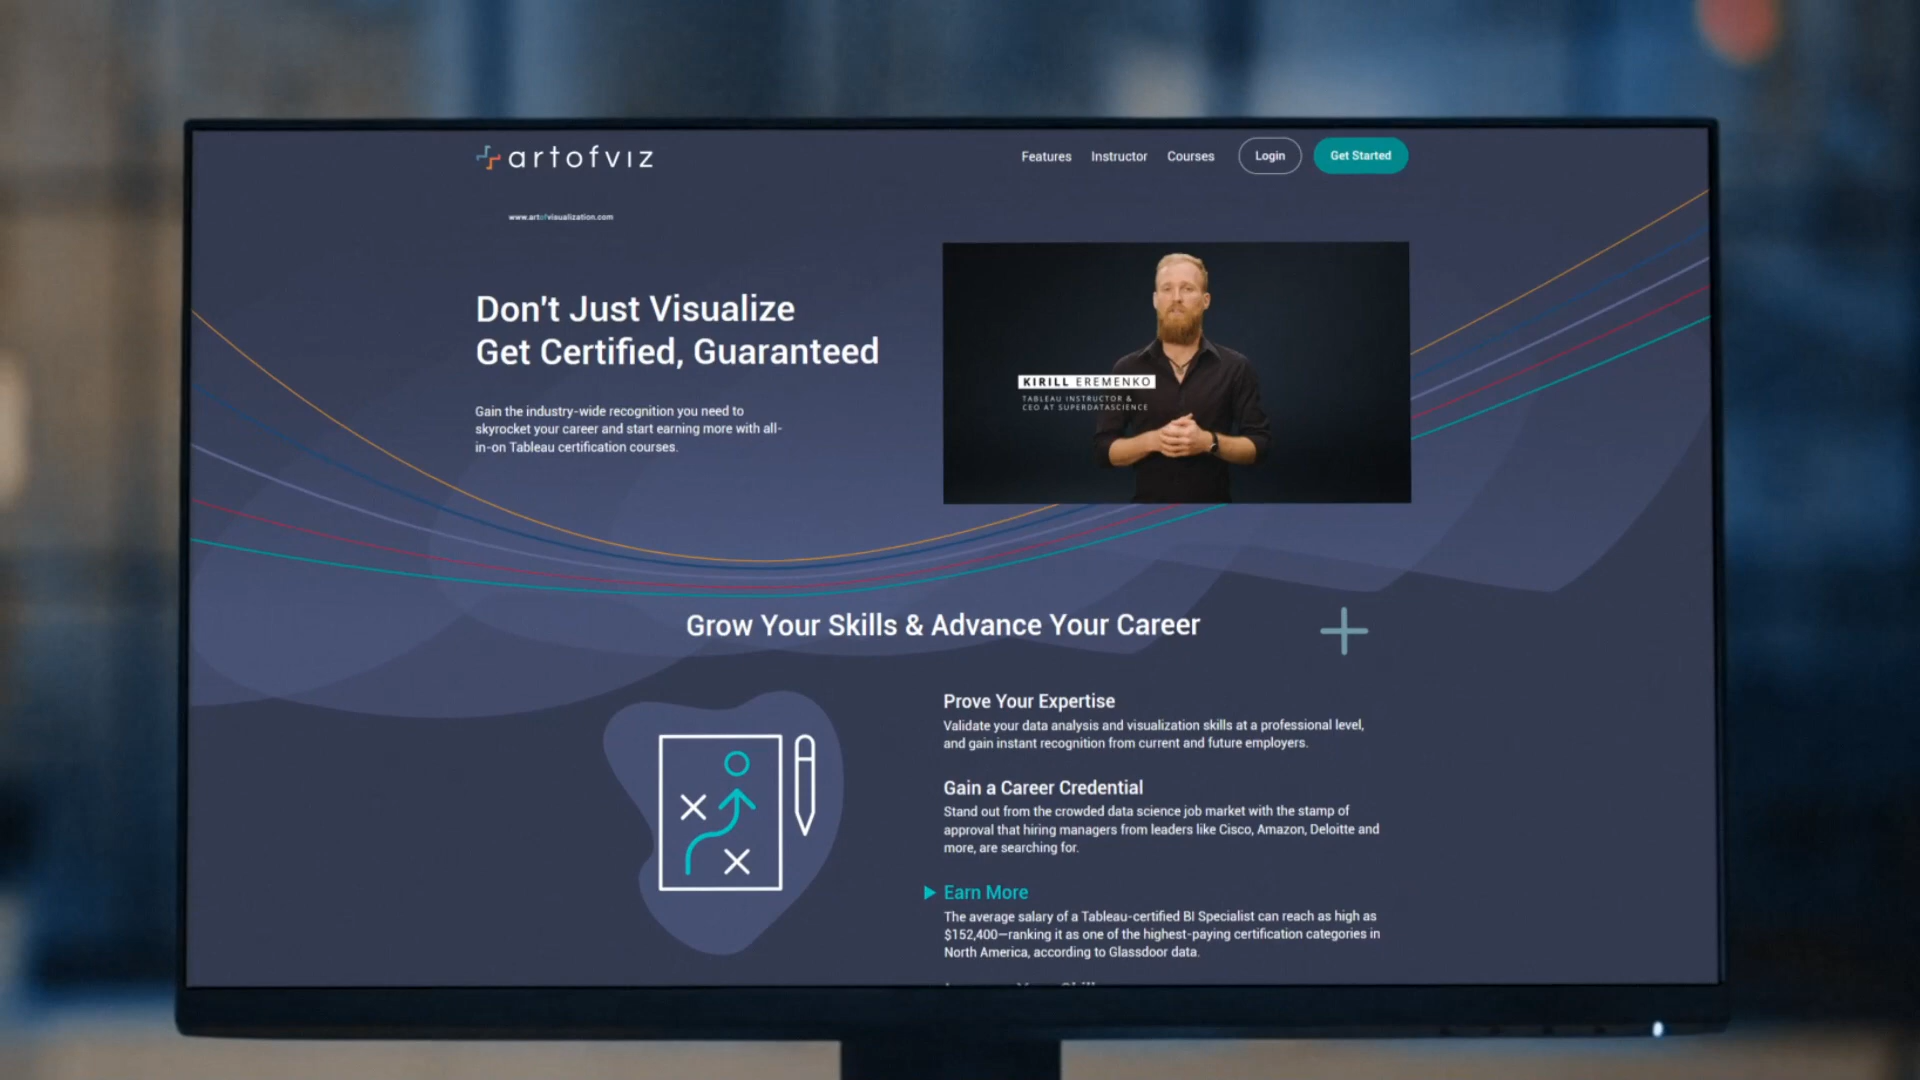 artofviz
Features Instructor Courses Login Get Started
www.artofvisualization.com
Don't Just Visualize
Get Certified, Guaranteed
Gain the industry-wide recognition you need to
skyrocket your career and start earning more with all-
in-on Tableau certification courses.
KIRILL EREMENKO
TABLEAU INSTRUCTOR &
CEO AT SUPERDATASCIENCE
Grow Your Skills & Advance Your Career
Prove Your Expertise
Validate your data analysis and visualization skills at a professional level,
and gain instant recognition from current and future employers.
Gain a Career Credential
Stand out from the crowded data science job market with the stamp of
approval that hiring managers from leaders like Cisco, Amazon, Deloitte and
more, are searching for.
Earn More
The average salary of a Tableau-certified BI Specialist can reach as high as
$152,400—ranking it as one of the highest-paying certification categories in
North America, according to Glassdoor data.